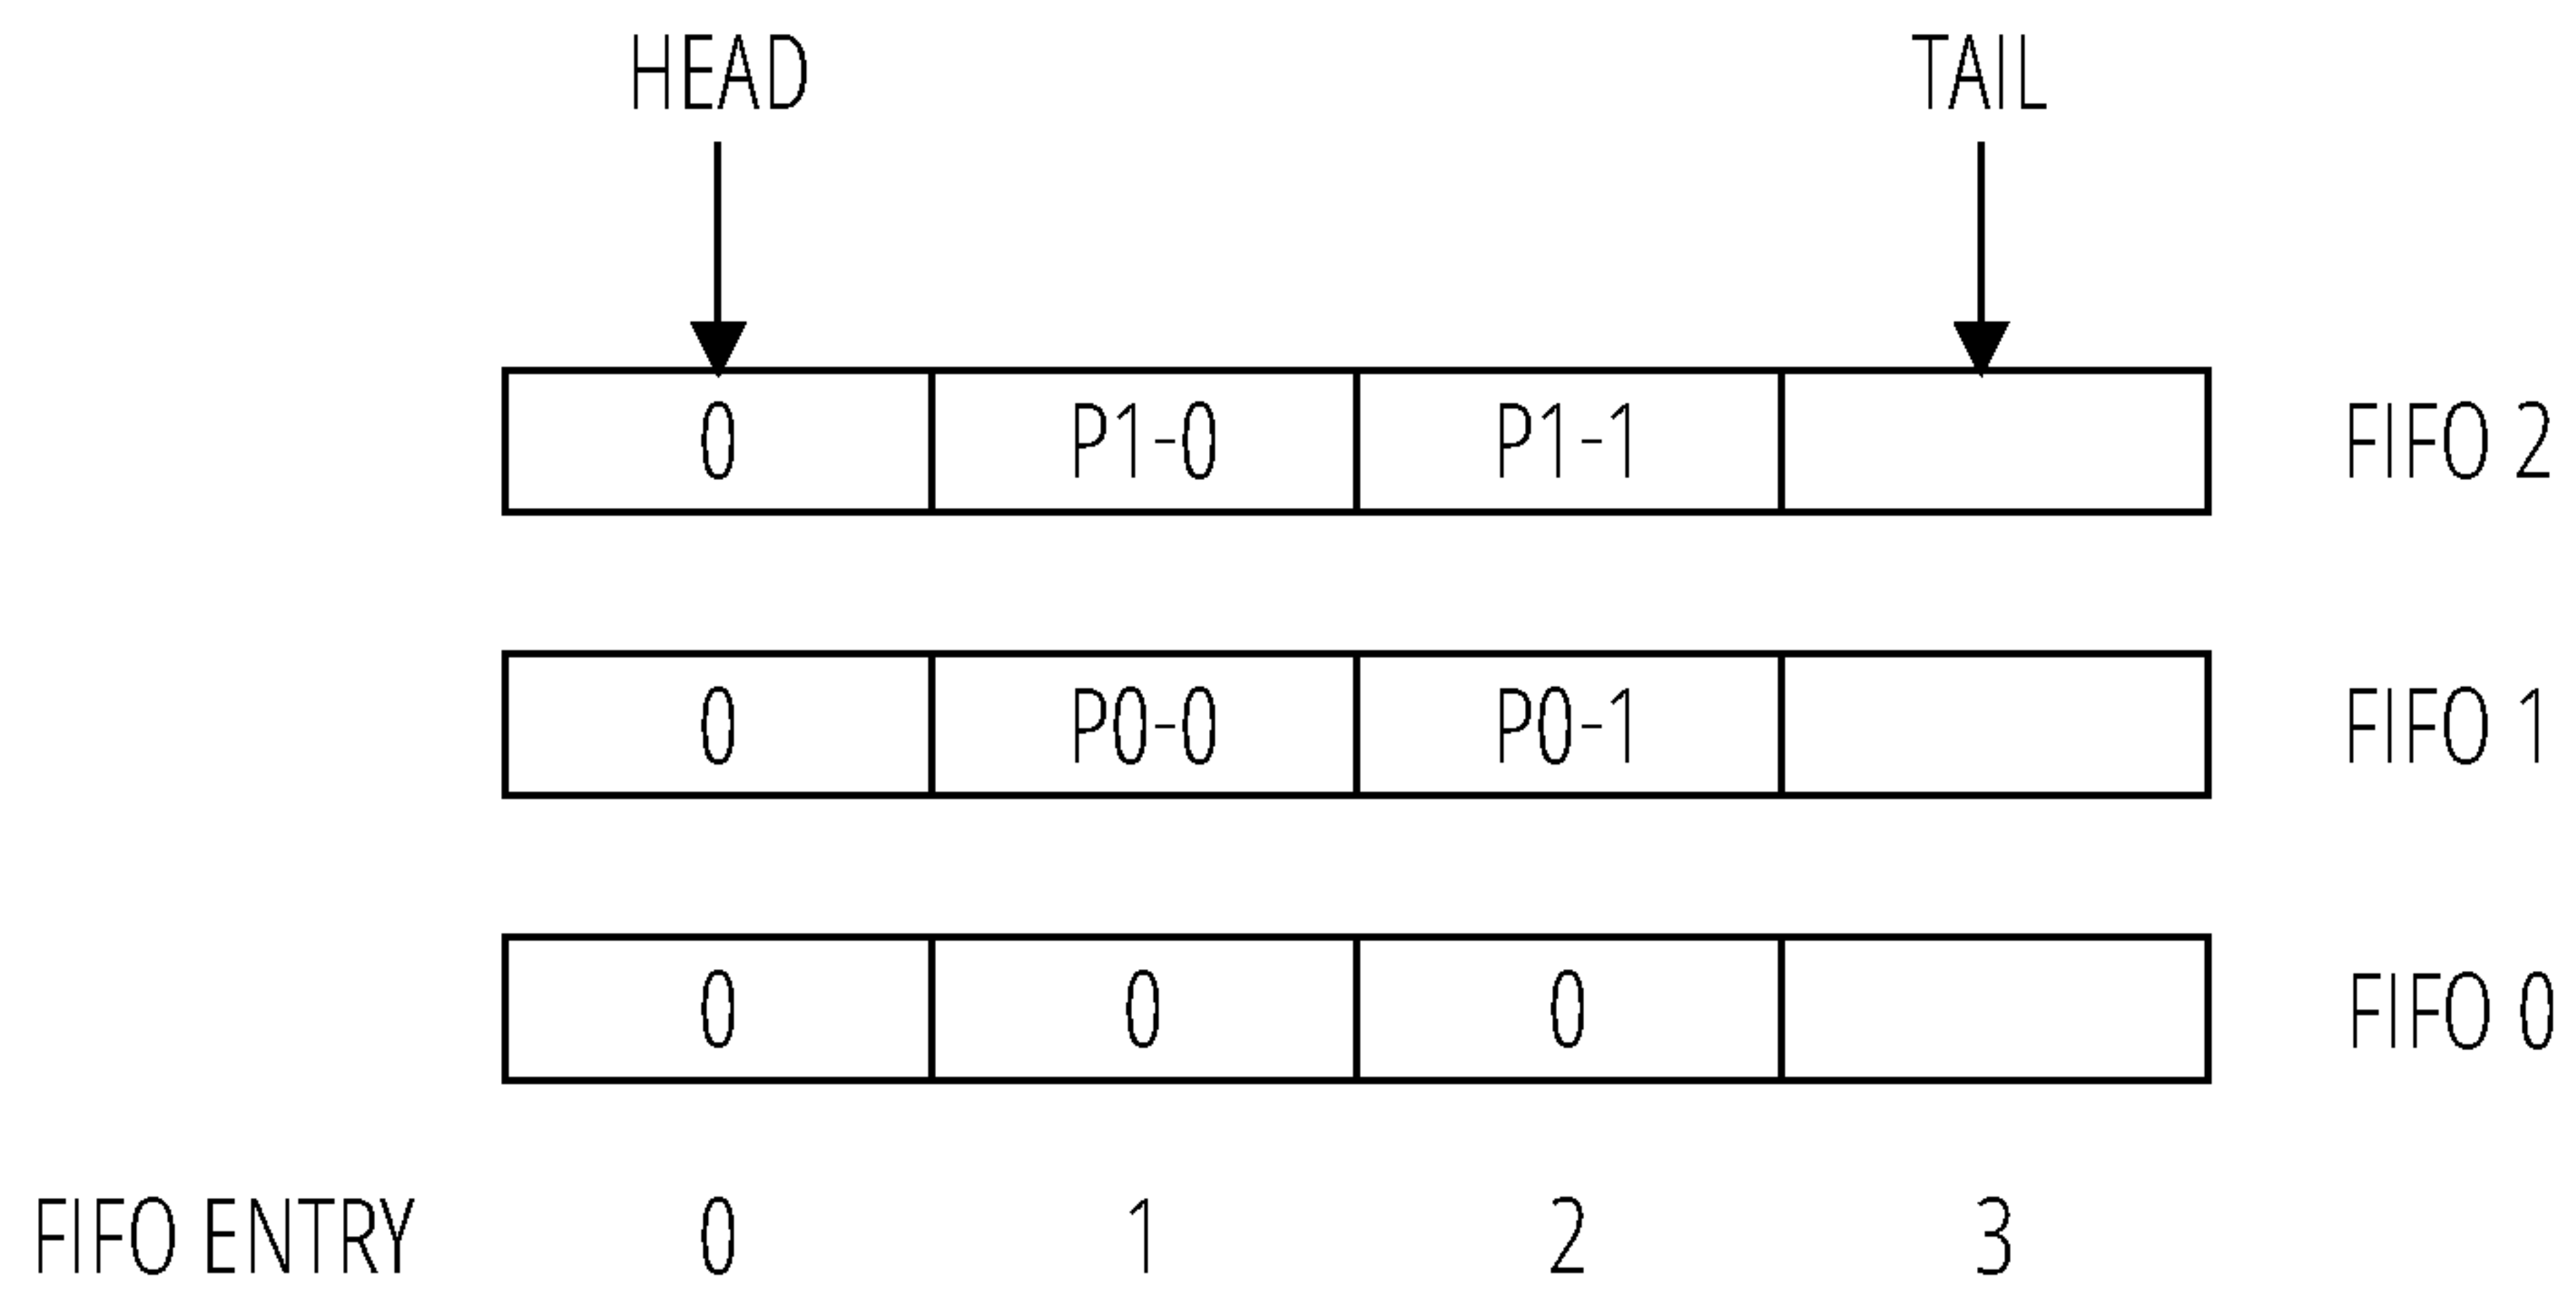 HEAD TAIL
0 P1-0 P1-1 FIFO 2
0 P0-0 P0-1 FIFO 1
0 0 0 FIFO 0
FIFO ENTRY 0 1 2 3